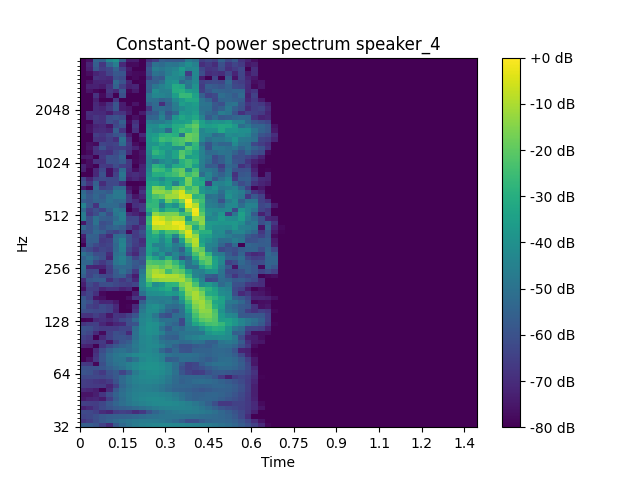 Constant-Q power spectrum speaker_4
2048
1024
512
256
128
64
32
Hz
0 0.15 0.3 0.45 0.6 0.75 0.9 1.1 1.2 1.4
Time
+0 dB
-10 dB
-20 dB
-30 dB
-40 dB
-50 dB
-60 dB
-70 dB
-80 dB